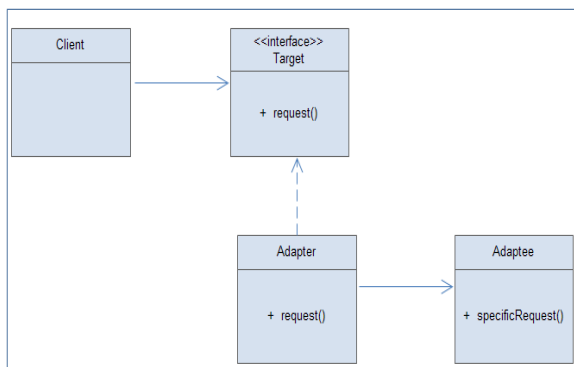 Client
<<interface>>
Target
+ request()
Adapter
+ request()
Adaptee
+ specificRequest()